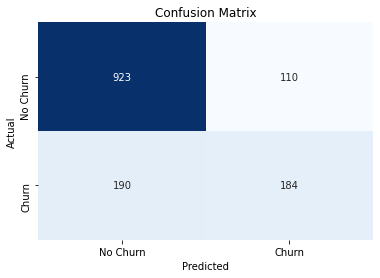 Confusion Matrix
Actual
No Churn
923
110
Churn
190
184
No Churn
Churn
Predicted